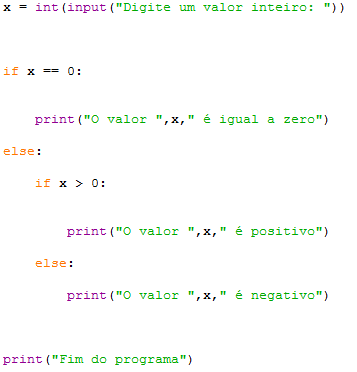 x = int(input("Digite um valor inteiro: "))
if x == 0:
    print("O valor ",x," é igual a zero")
else:
    if x > 0:
        print("O valor ",x," é positivo")
    else:
        print("O valor ",x," é negativo")
print("Fim do programa")